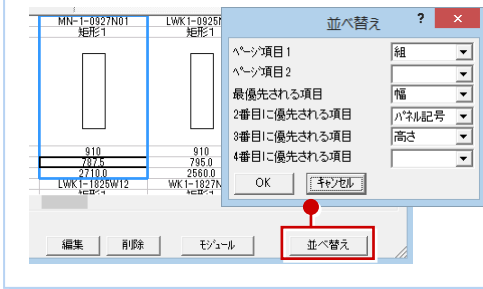 MN-1-0927N01
矩形1
910
787.5
2710.0
LWK1-1825W12
矩形1
795.0
2560.0
編集
削除
モジュール
並べ替え
並べ替え
?
×
ページ項目1
組
ページ項目2
最優先される項目
幅
2番目に優先される項目
パネル記号
3番目に優先される項目
高さ
4番目に優先される項目
OK
キャンセル